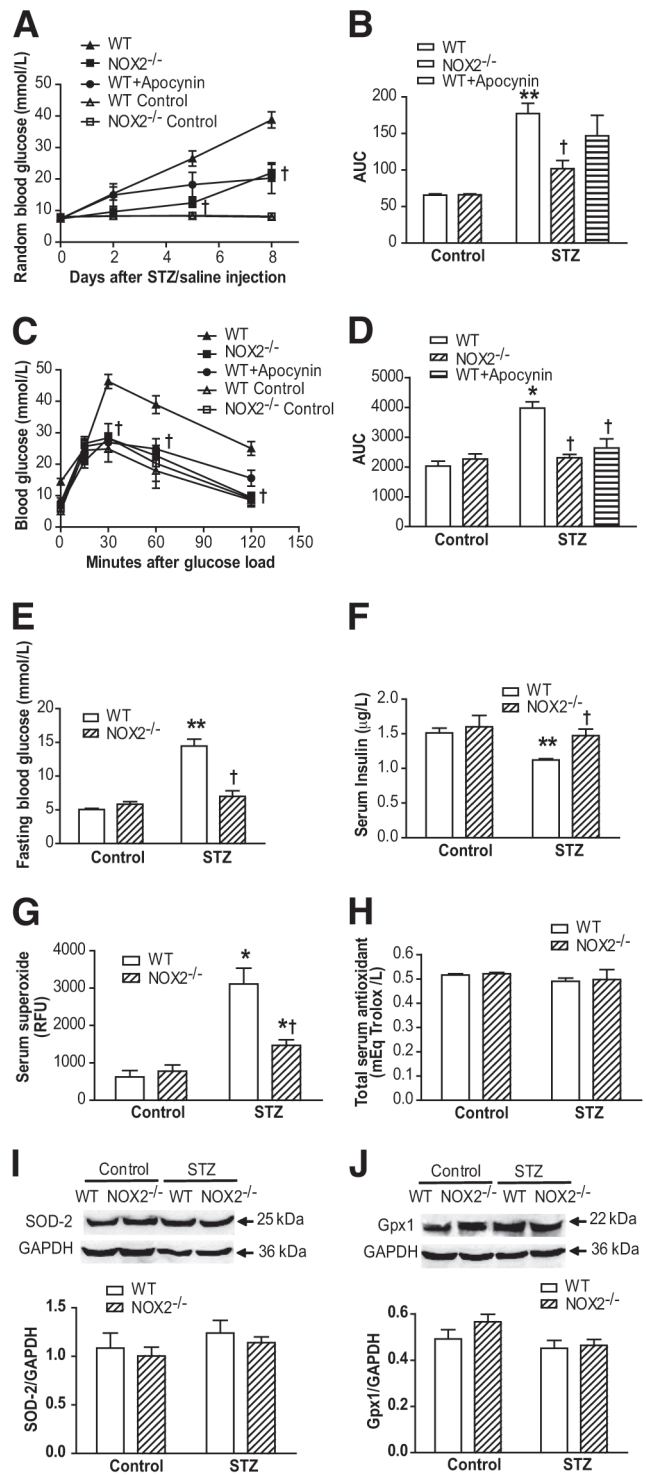 A
WT
NOX2-/-
WT+Apocynin
WT Control
NOX2-/- Control
Random blood glucose (mmol/L)
50
40
30
20
10
0
†
†
0 2 4 6 8
Days after STZ/saline injection
B
WT
NOX2-/-
WT+Apocynin
AUC
200
150
100
50
0
**
†
Control STZ
C
WT
NOX2-/-
WT+Apocynin
WT Control
NOX2-/- Control
Blood glucose (mmol/L)
60
50
40
30
20
10
0
†
†
†
0 30 60 90 120 150
Minutes after glucose load
D
WT
NOX2-/-
WT+Apocynin
AUC
5000
4000
3000
2000
1000
0
*
†
†
Control STZ
E
WT
NOX2-/-
Fasting blood glucose (mmol/L)
20
15
10
5
0
**
†
Control STZ
F
WT
NOX2-/-
Serum Insulin (μg/L)
2.0
1.5
1.0
0.5
0.0
**
†
Control STZ
G
WT
NOX2-/-
Serum superoxide
(RFU)
4000
3000
2000
1000
0
*
*†
Control STZ
H
WT
NOX2-/-
Total serum antioxidant
(mEq Trolox /L)
0.6
0.5
0.4
0.3
0.2
0.1
0.0
Control STZ
I
Control STZ
WT NOX2-/- WT NOX2-/-
SOD-2 25 kDa
GAPDH 36 kDa
WT
NOX2-/-
SOD-2/GAPDH
1.5
1.0
0.5
0.0
Control STZ
J
Control STZ
WT NOX2-/- WT NOX2-/-
Gpx1 22 kDa
GAPDH 36 kDa
WT
NOX2-/-
Gpx1/GAPDH
0.6
0.4
0.2
0.0
Control STZ